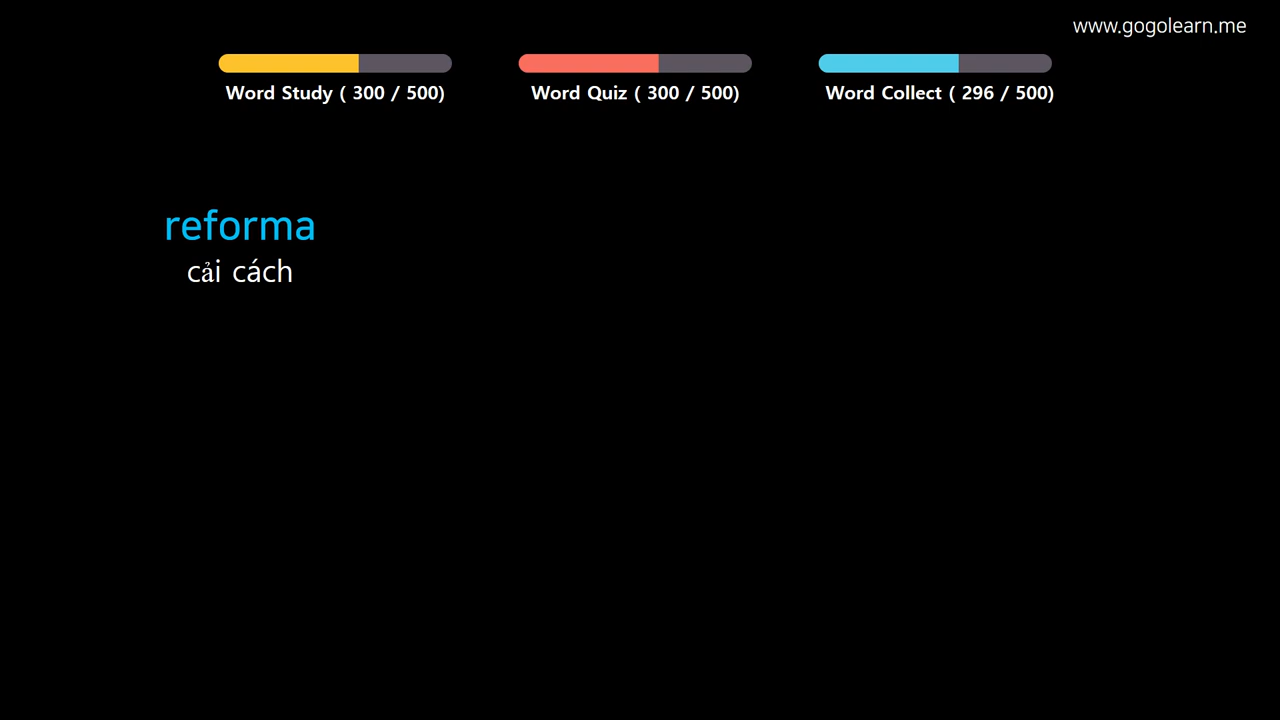 www.gogolearn.me
Word Study ( 300 / 500)
Word Quiz ( 300 / 500)
Word Collect ( 296 / 500)
reforma
cải cách